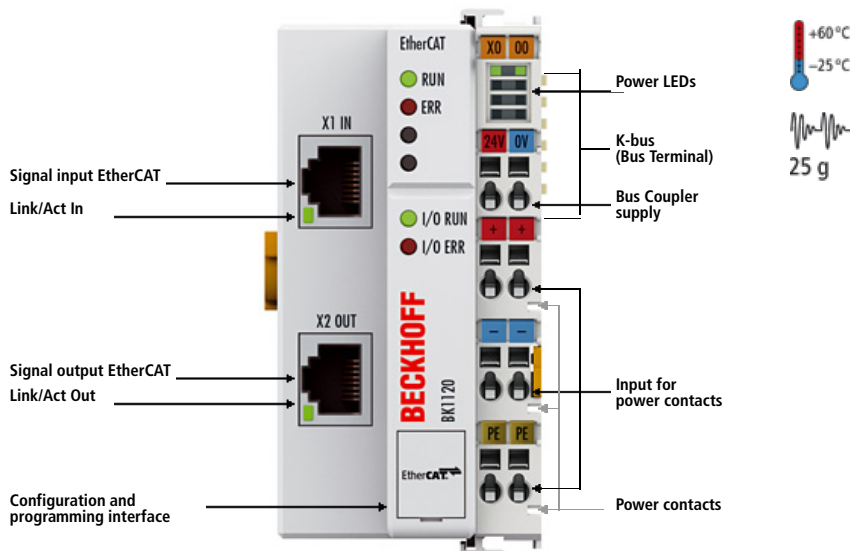 EtherCAT
X0 00
+60°C
RUN
–25°C
Power LEDs
ERR
X1 IN
24V 0V
K-bus
(Bus Terminal)
25 g
Signal input EtherCAT
Bus Coupler
supply
Link/Act In
I/O RUN
+ +
I/O ERR
X2 OUT
BECKHOFF
BK1120
– –
Signal output EtherCAT
Link/Act Out
Input for
power contacts
PE PE
EtherCAT
Configuration and
programming interface
Power contacts